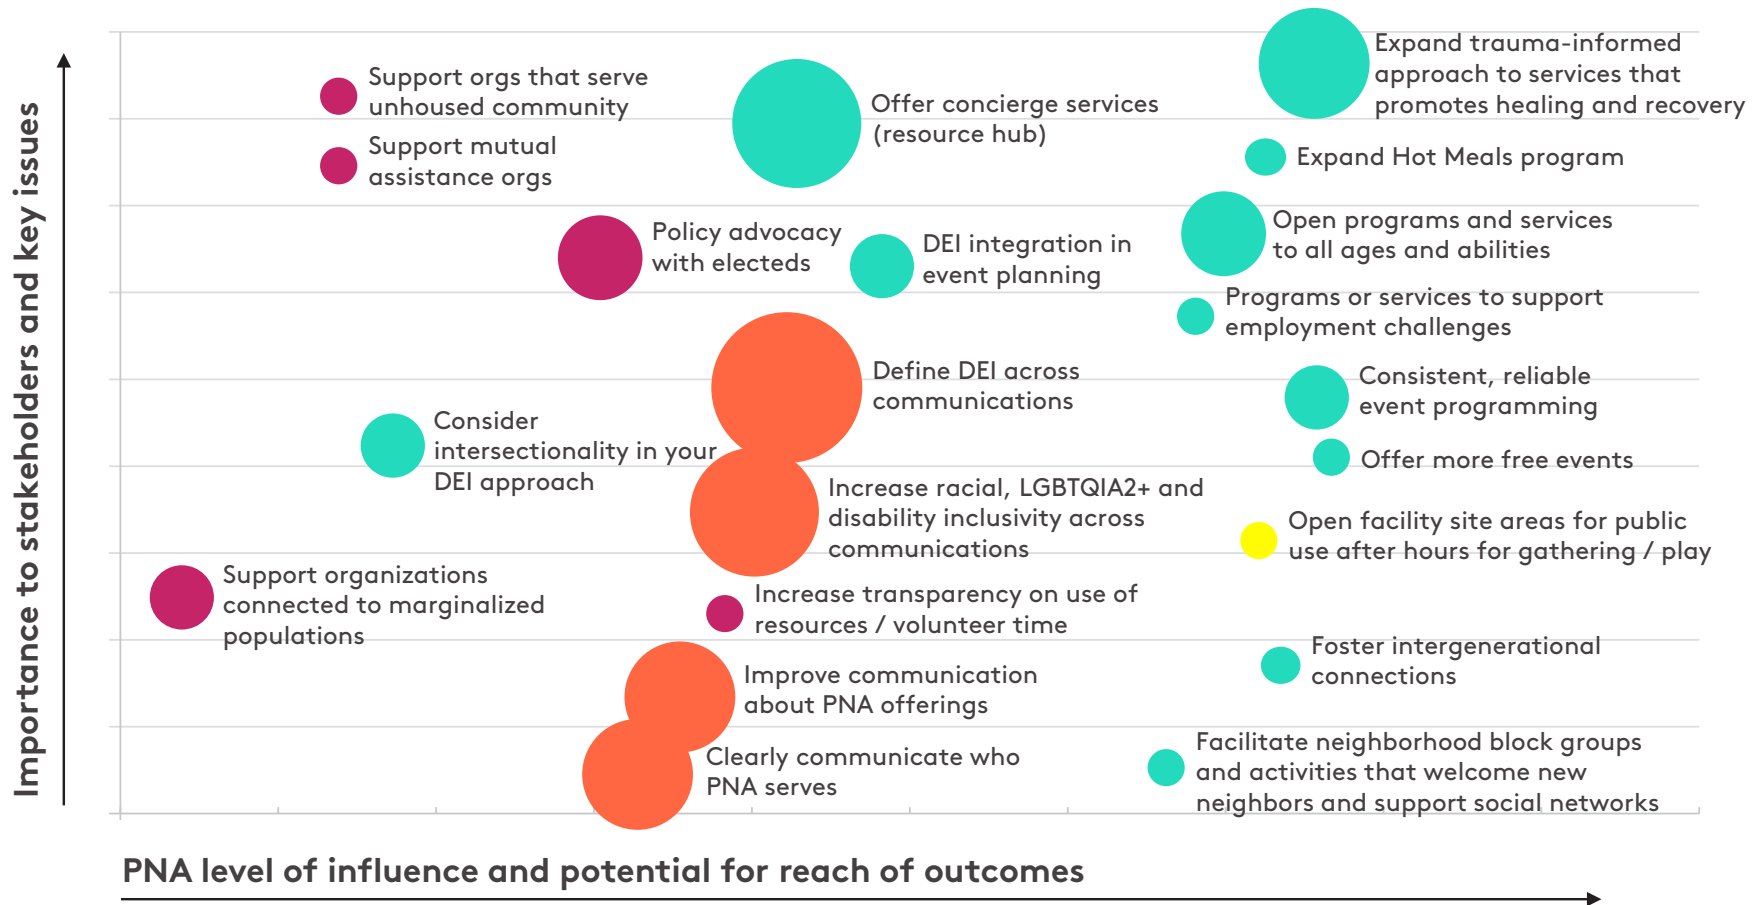 Importance to stakeholders and key issues
Support orgs that serve
unhoused community
Support mutual
assistance orgs
Offer concierge services
(resource hub)
Expand trauma-informed
approach to services that
promotes healing and recovery
Expand Hot Meals program
Policy advocacy
with electeds
DEI integration in
event planning
Open programs and services
to all ages and abilities
Programs or services to support
employment challenges
Define DEI across
communications
Consistent, reliable
event programming
Consider
intersectionality in your
DEI approach
Offer more free events
Increase racial, LGBTQIA2+ and
disability inclusivity across
communications
Open facility site areas for public
use after hours for gathering / play
Support organizations
connected to marginalized
populations
Increase transparency on use of
resources / volunteer time
Foster intergenerational
connections
Improve communication
about PNA offerings
Clearly communicate who
PNA serves
Facilitate neighborhood block groups
and activities that welcome new
neighbors and support social networks
PNA level of influence and potential for reach of outcomes